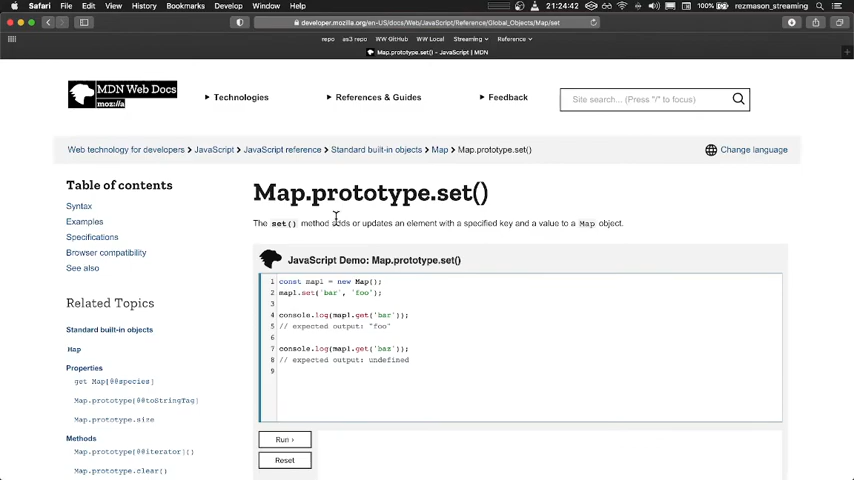 Safari File Edit View History Bookmarks Develop Window Help 21:24:42 100% rezmason_streaming
developer.mozilla.org/en-US/docs/Web/JavaScript/Reference/Global_Objects/Map/set
repo as3 repo WW GitHub WW Local Streaming Reference
Map.prototype.set() - JavaScript | MDN
MDN Web Docs
moz://a
Technologies References & Guides Feedback Site search... (Press "/" to focus)
Web technology for developers JavaScript JavaScript reference Standard built-in objects Map Map.prototype.set() Change language
Table of contents
Syntax
Examples
Specifications
Browser compatibility
See also
Related Topics
Standard built-in objects
Map
Properties
get Map[@@species]
Map.prototype[@@toStringTag]
Map.prototype.size
Methods
Map.prototype[@@iterator]()
Map.prototype.clear()
Map.prototype.set()
The set() method adds or updates an element with a specified key and a value to a Map object.
JavaScript Demo: Map.prototype.set()
1 const map1 = new Map();
2 map1.set('bar', 'foo');
3
4 console.log(map1.get('bar'));
5 // expected output: "foo"
6
7 console.log(map1.get('baz'));
8 // expected output: undefined
9
Run ›
Reset